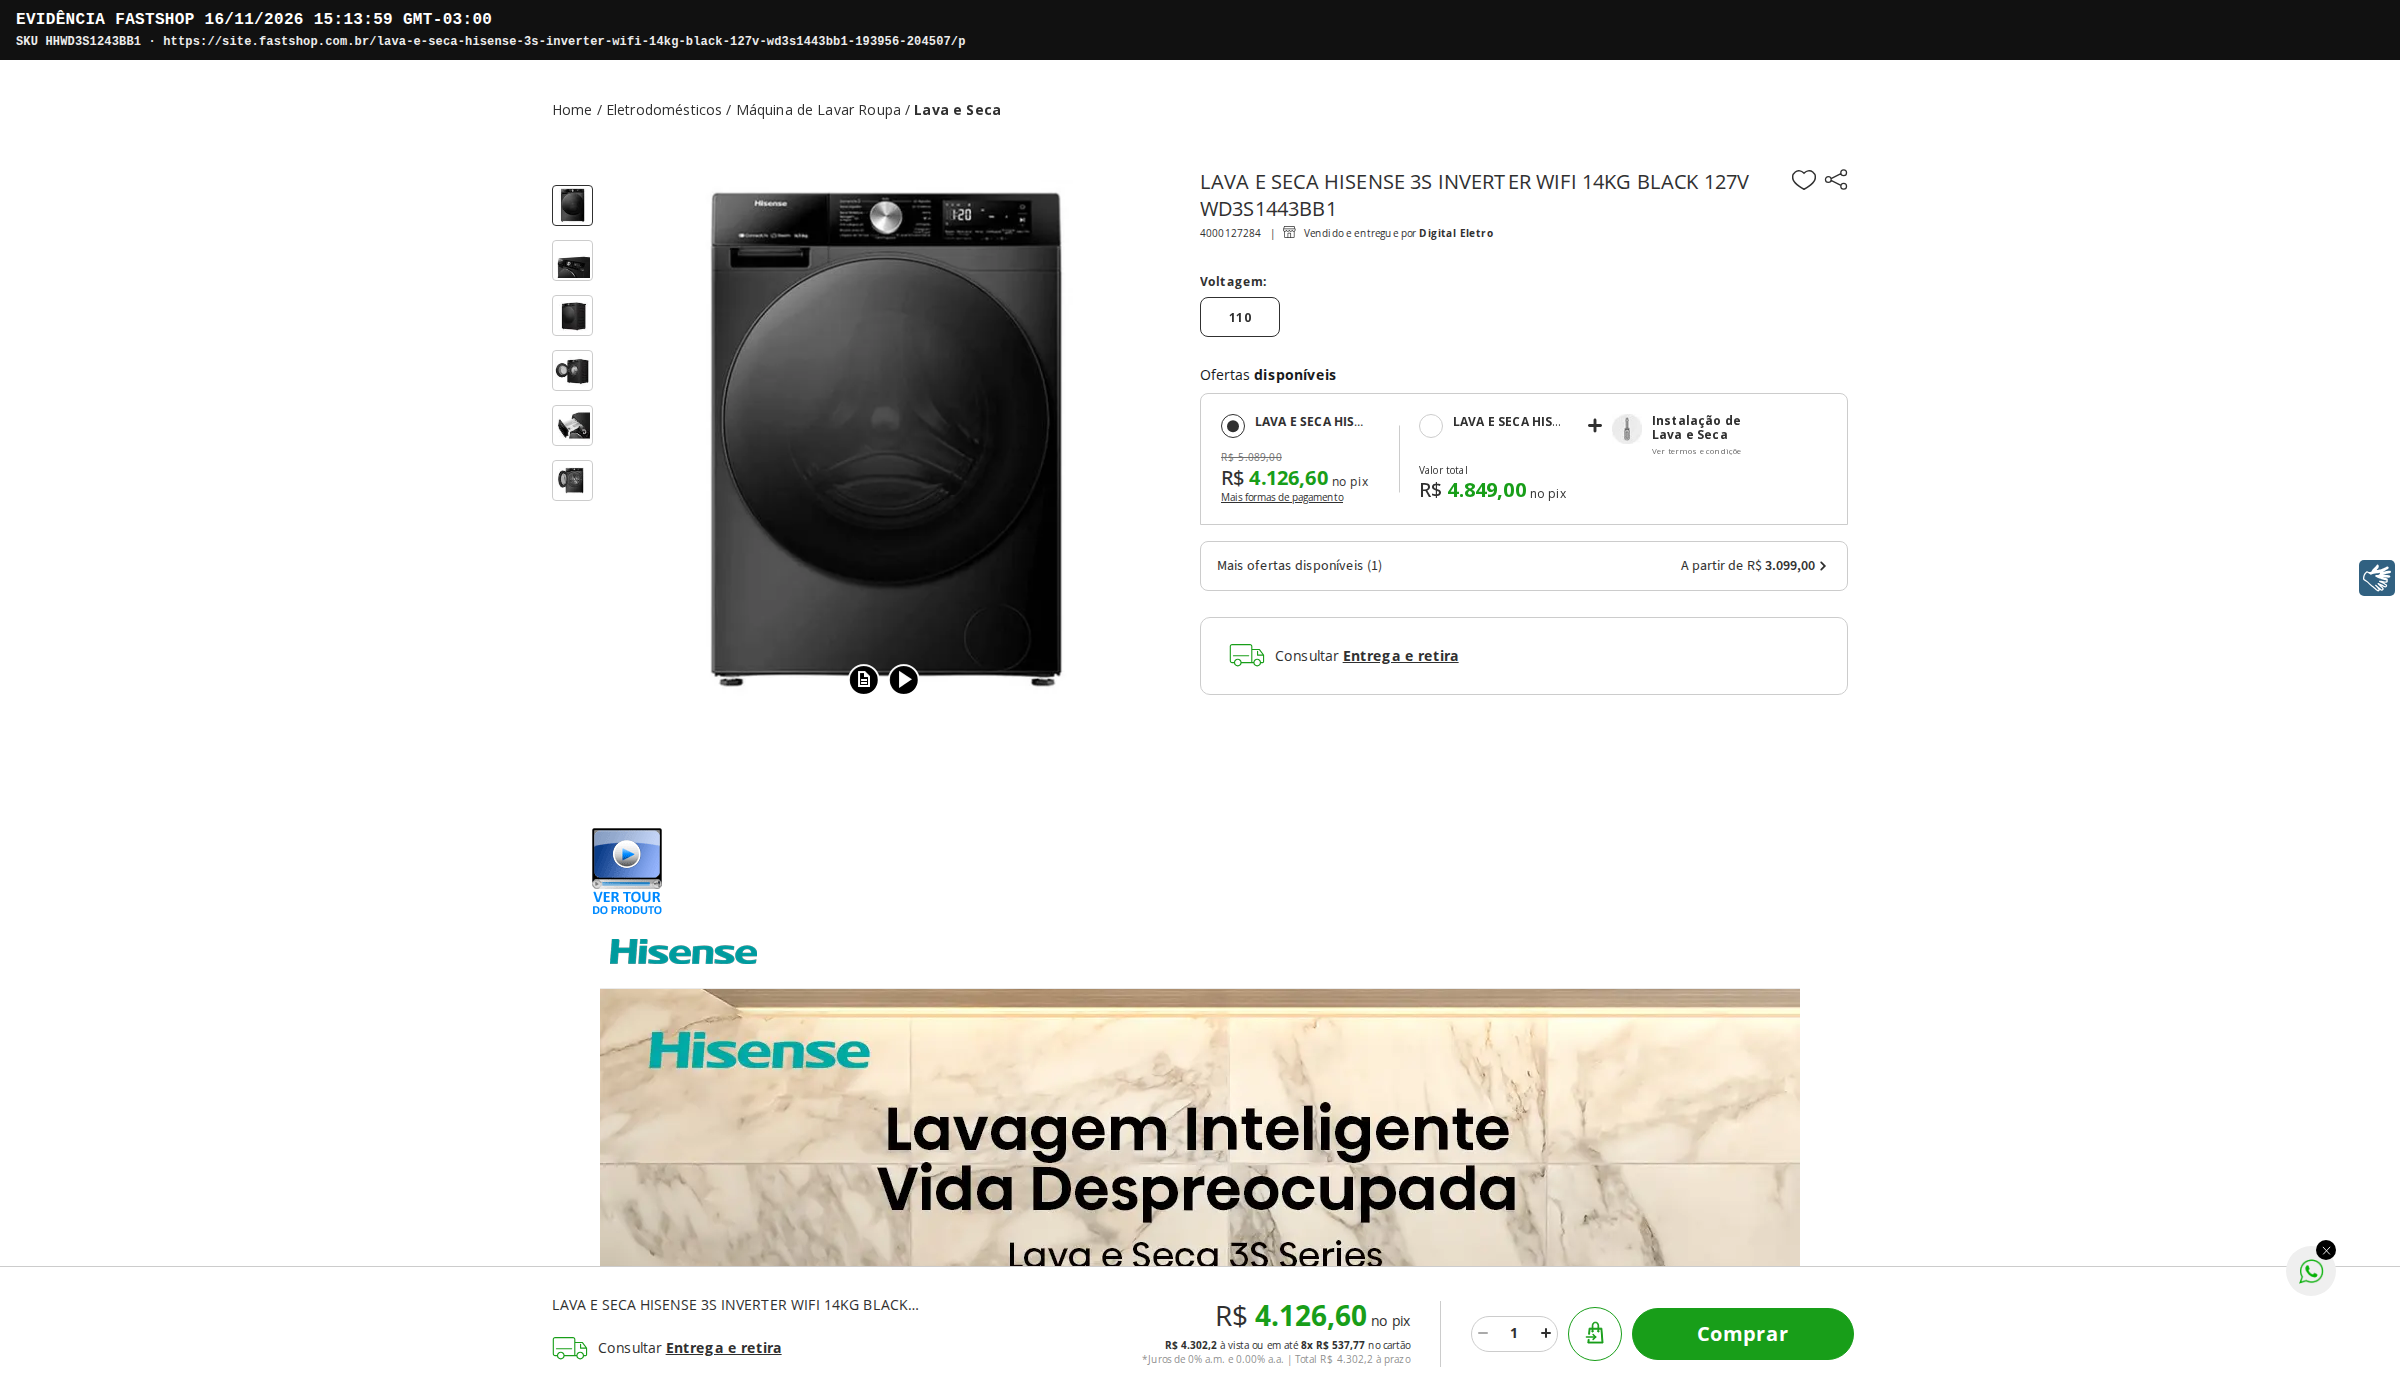 EVIDÊNCIA FASTSHOP 16/11/2026 15:13:59 GMT-03:00
SKU HHWD3S1243BB1 · https://site.fastshop.com.br/lava-e-seca-hisense-3s-inverter-wifi-14kg-black-127v-wd3s1443bb1-193956-204507/p
Home / Eletrodomésticos / Máquina de Lavar Roupa / Lava e Seca
Hisense
1:20
LAVA E SECA HISENSE 3S INVERTER WIFI 14KG BLACK 127V
WD3S1443BB1
4000127284 | Vendido e entregue por Digital Eletro
Voltagem:
110
Ofertas disponíveis
LAVA E SECA HIS...
R$ 5.089,00
R$ 4.126,60 no pix
Mais formas de pagamento
LAVA E SECA HIS...
+
Instalação de
Lava e Seca
Ver termos e condiçõe
Valor total
R$ 4.849,00 no pix
Mais ofertas disponíveis (1)
A partir de R$ 3.099,00
Consultar Entrega e retira
VER TOUR
DO PRODUTO
Hisense
Hisense
Lavagem Inteligente
Vida Despreocupada
Lava e Seca 3S Series
LAVA E SECA HISENSE 3S INVERTER WIFI 14KG BLACK...
Consultar Entrega e retira
R$ 4.126,60 no pix
R$ 4.302,2 à vista ou em até 8x R$ 537,77 no cartão
*Juros de 0% a.m. e 0.00% a.a. | Total R$ 4.302,2 à prazo
− 1 +
Comprar